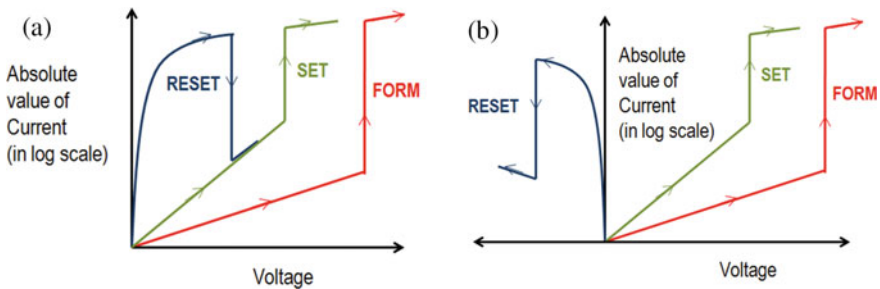 (a)
Absolute
value of
Current
(in log scale)
RESET
SET
FORM
Voltage
(b)
RESET
Absolute
value of
Current
(in log scale)
SET
FORM
Voltage